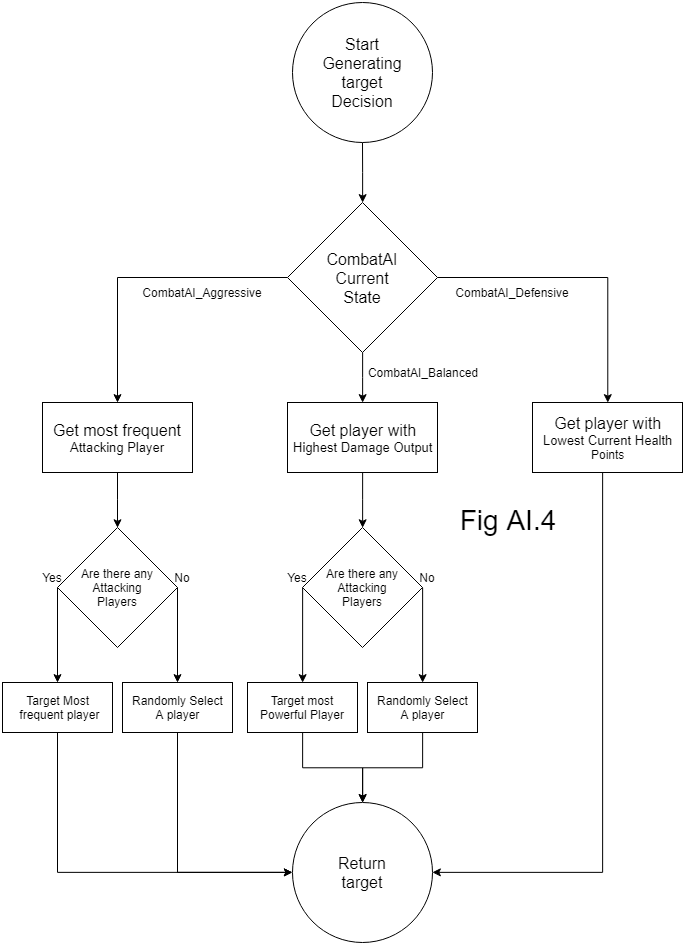 Start
Generating
target
Decision
CombatAI
Current
State
CombatAI_Aggressive
CombatAI_Defensive
CombatAI_Balanced
Get most frequent
Attacking Player
Get player with
Highest Damage Output
Get player with
Lowest Current Health
Points
Fig AI.4
Yes
Are there any
Attacking
Players
No
Yes
Are there any
Attacking
Players
No
Target Most
frequent player
Randomly Select
A player
Target most
Powerful Player
Randomly Select
A player
Return
target